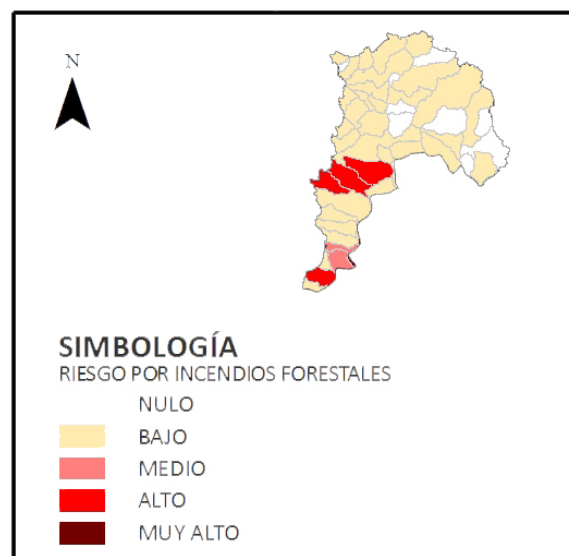 N
SIMBOLOGÍA
RIESGO POR INCENDIOS FORESTALES
NULO
BAJO
MEDIO
ALTO
MUY ALTO